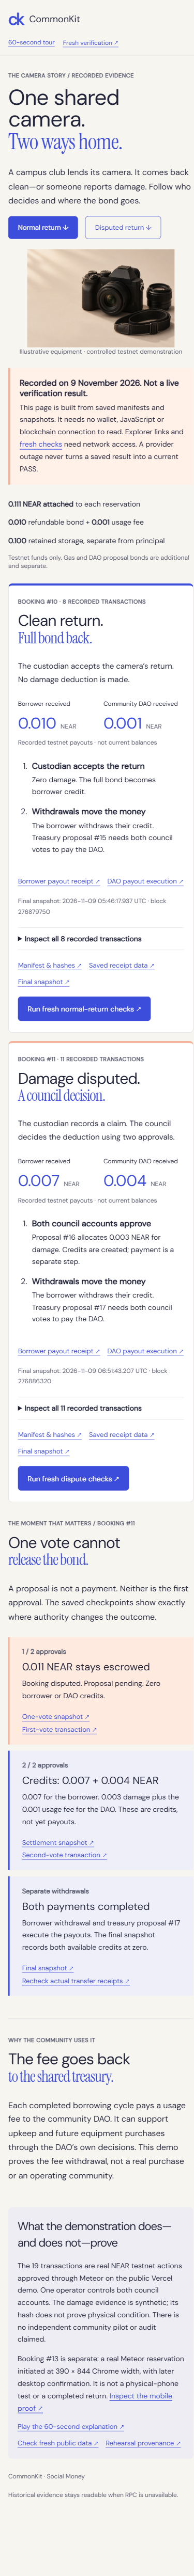 CommonKit
60-second tour
Fresh verification ↗
THE CAMERA STORY / RECORDED EVIDENCE
One shared
camera.
Two ways home.
A campus club lends its camera. It comes back
clean—or someone reports damage. Follow who
decides and where the bond goes.
Normal return ↓
Disputed return ↓
Illustrative equipment · controlled testnet demonstration
Recorded on 9 November 2026. Not a live
verification result.
This page is built from saved manifests and
snapshots. It needs no wallet, JavaScript or
blockchain connection to read. Explorer links and
fresh checks need network access. A provider
outage never turns a saved result into a current
PASS.
0.111 NEAR attached to each reservation
0.010 refundable bond + 0.001 usage fee
0.100 retained storage, separate from principal
Testnet funds only. Gas and DAO proposal bonds are additional
and separate.
BOOKING #10 · 8 RECORDED TRANSACTIONS
Clean return.
Full bond back.
The custodian accepts the camera's return. No
damage deduction is made.
Borrower received
Community DAO received
0.010 NEAR
0.001 NEAR
Recorded testnet payouts · not current balances
1. Custodian accepts the return
Zero damage. The full bond becomes
borrower credit.
2. Withdrawals move the money
The borrower withdraws their credit.
Treasury proposal #15 needs both council
votes to pay the DAO.
Borrower payout receipt ↗
DAO payout execution ↗
Final snapshot: 2026-11-09 05:46:17.937 UTC · block
276879750
▸ Inspect all 8 recorded transactions
Manifest & hashes ↗
Saved receipt data ↗
Final snapshot ↗
Run fresh normal-return checks ↗
BOOKING #11 · 11 RECORDED TRANSACTIONS
Damage disputed.
A council decision.
The custodian records a claim. The council
decides the deduction using two approvals.
Borrower received
Community DAO received
0.007 NEAR
0.004 NEAR
Recorded testnet payouts · not current balances
1. Both council accounts approve
Proposal #16 allocates 0.003 NEAR for
damage. Credits are created; payment is a
separate step.
2. Withdrawals move the money
The borrower withdraws their credit.
Treasury proposal #17 needs both council
votes to pay the DAO.
Borrower payout receipt ↗
DAO payout execution ↗
Final snapshot: 2026-11-09 06:51:43.207 UTC · block
276886320
▸ Inspect all 11 recorded transactions
Manifest & hashes ↗
Saved receipt data ↗
Final snapshot ↗
Run fresh dispute checks ↗
THE MOMENT THAT MATTERS / BOOKING #11
One vote cannot
release the bond.
A proposal is not a payment. Neither is the first
approval. The saved checkpoints show exactly
where authority changes the outcome.
1 / 2 approvals
0.011 NEAR stays escrowed
Booking disputed. Proposal pending. Zero
borrower or DAO credits.
One-vote snapshot ↗
First-vote transaction ↗
2 / 2 approvals
Credits: 0.007 + 0.004 NEAR
0.007 for the borrower. 0.003 damage plus the
0.001 usage fee for the DAO. These are credits,
not yet payouts.
Settlement snapshot ↗
Second-vote transaction ↗
Separate withdrawals
Both payments completed
Borrower withdrawal and treasury proposal #17
execute the payouts. The final snapshot
records both available credits at zero.
Final snapshot ↗
Recheck actual transfer receipts ↗
WHY THE COMMUNITY USES IT
The fee goes back
to the shared treasury.
Each completed borrowing cycle pays a usage
fee to the community DAO. It can support
upkeep and future equipment purchases
through the DAO's own decisions. This demo
proves the fee withdrawal, not a real purchase
or an operating community.
What the demonstration does—
and does not—prove
The 19 transactions are real NEAR testnet actions
approved through Meteor on the public Vercel
demo. One operator controls both council
accounts. The damage evidence is synthetic; its
hash does not prove physical condition. There is
no independent community pilot or audit
claimed.
Booking #13 is separate: a real Meteor reservation
initiated at 390 × 844 Chrome width, with later
desktop confirmation. It is not a physical-phone
test or a completed return. Inspect the mobile
proof ↗
Play the 60-second explanation ↗
Check fresh public data ↗
Rehearsal provenance ↗
CommonKit · Social Money
Historical evidence stays readable when RPC is unavailable.